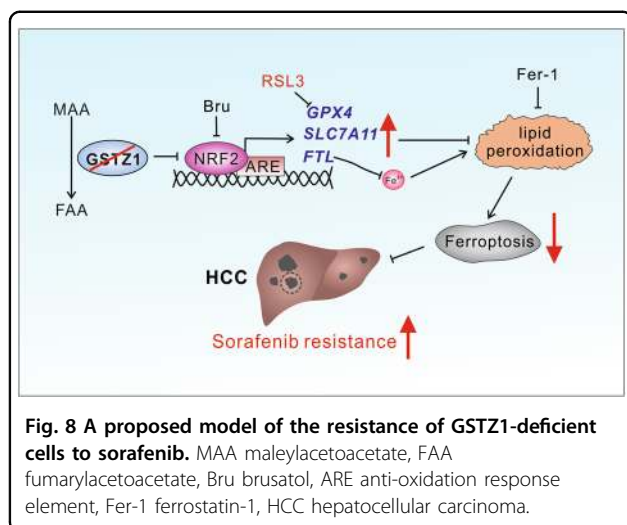 RSL3
Fer-1
MAA
Bru
GPX4
SLC7A11
FTL
GSTZ1
NRF2
ARE
lipid
peroxidation
FAA
Ferroptosis
HCC
Sorafenib resistance
Fig. 8 A proposed model of the resistance of GSTZ1-deficient
cells to sorafenib. MAA maleylacetoacetate, FAA
fumarylacetoacetate, Bru brusatol, ARE anti-oxidation response
element, Fer-1 ferrostatin-1, HCC hepatocellular carcinoma.